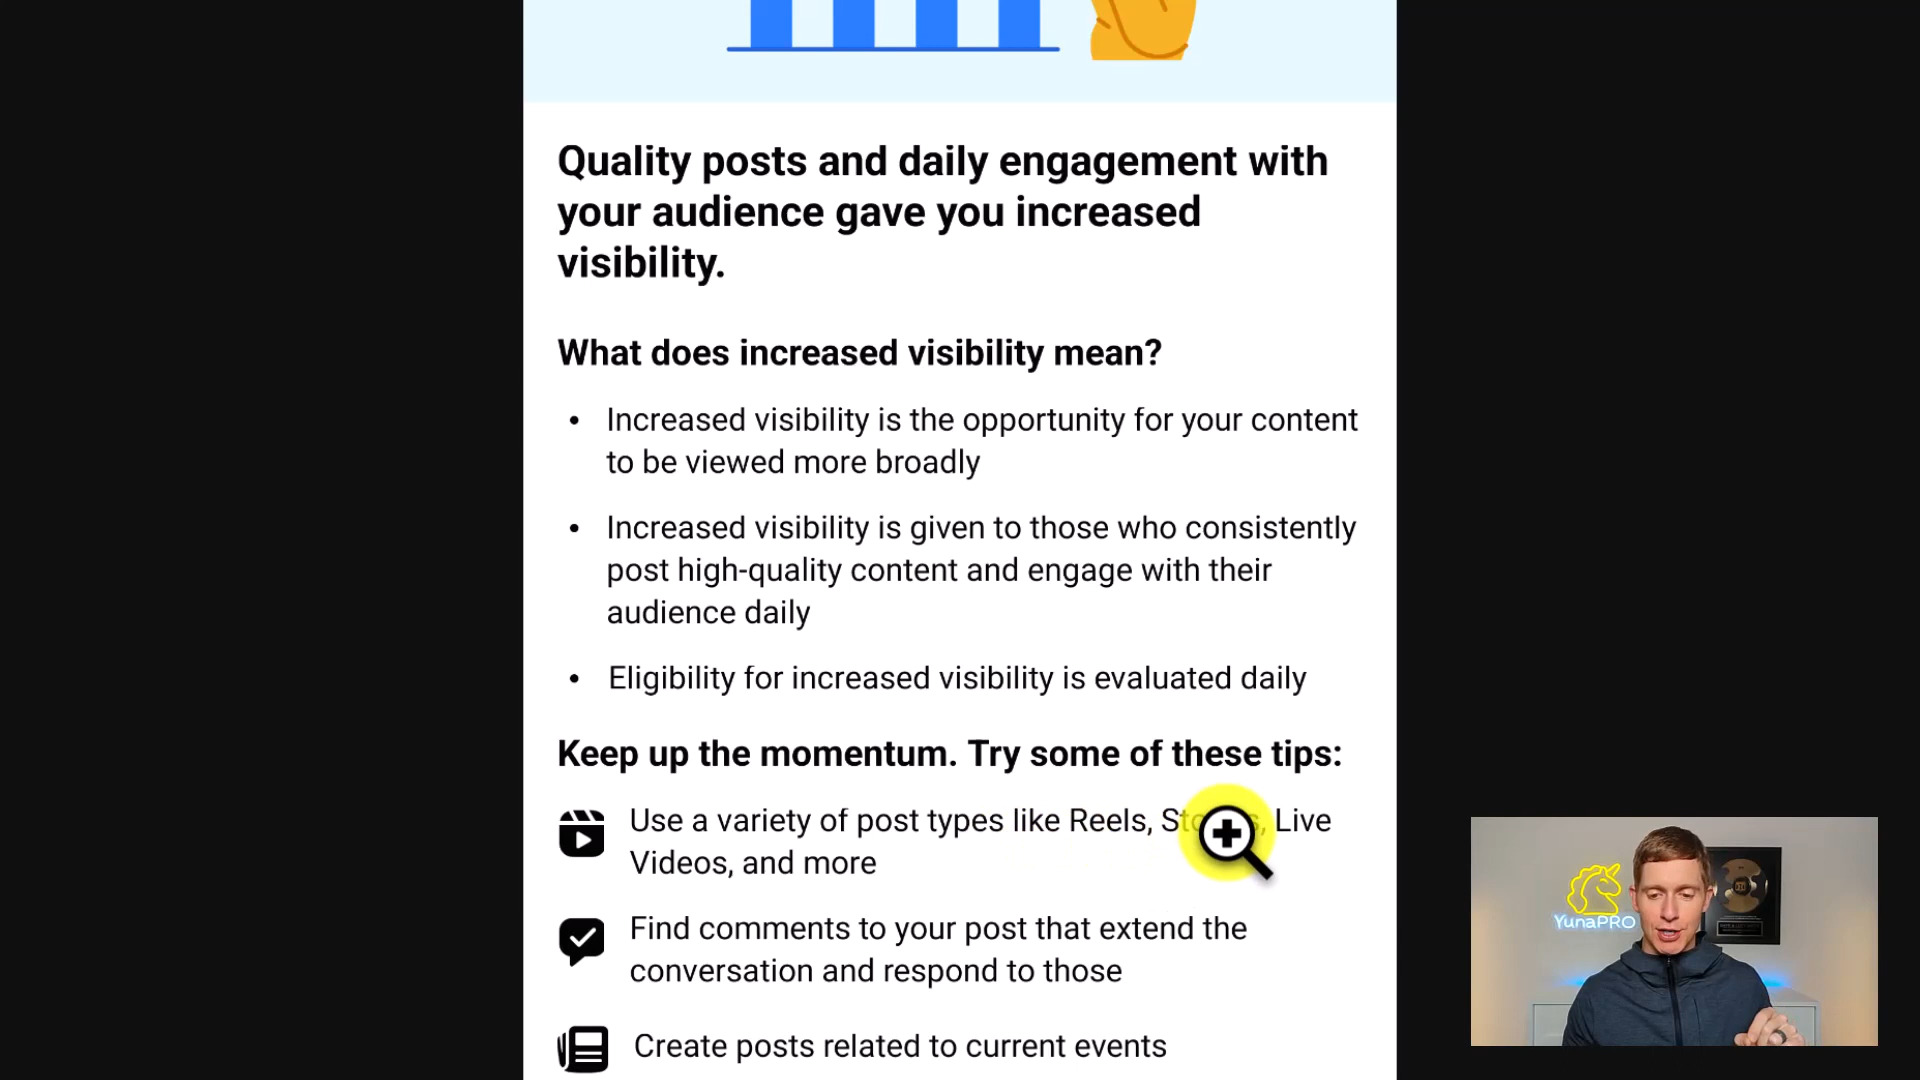 Quality posts and daily engagement with
your audience gave you increased
visibility.
What does increased visibility mean?
• Increased visibility is the opportunity for your content
to be viewed more broadly
• Increased visibility is given to those who consistently
post high-quality content and engage with their
audience daily
• Eligibility for increased visibility is evaluated daily
Keep up the momentum. Try some of these tips:
Use a variety of post types like Reels, Live
Videos, and more
Find comments to your post that extend the
conversation and respond to those
Create posts related to current events
YunaPRO